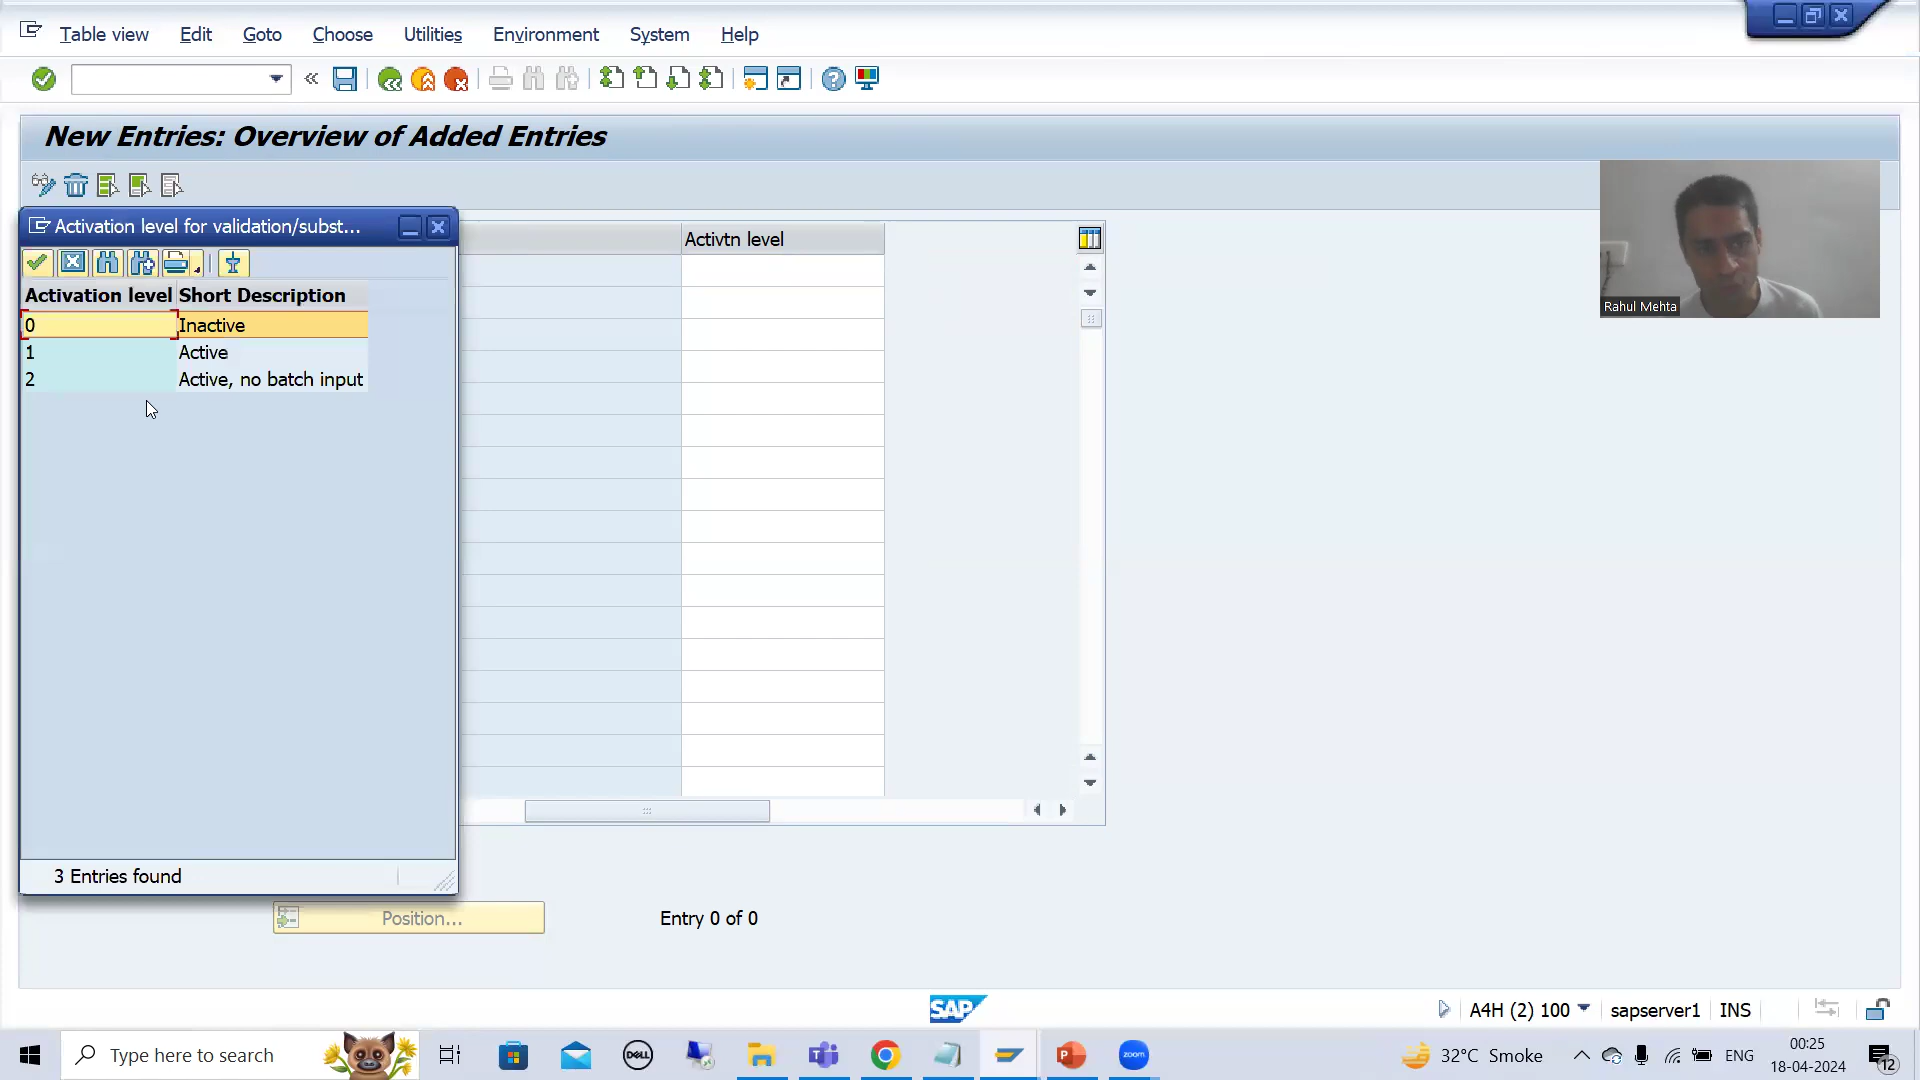 Table view Edit Goto Choose Utilities Environment System Help
New Entries: Overview of Added Entries
Activation level for validation/subst...
Activtn level
Activation level Short Description
0 Inactive
1 Active
2 Active, no batch input
Rahul Mehta
3 Entries found
Position... Entry 0 of 0
SAP
A4H (2) 100 sapserver1 INS
Type here to search
DELL
zoom
32°C Smoke
ENG
00:25
18-04-2024
12